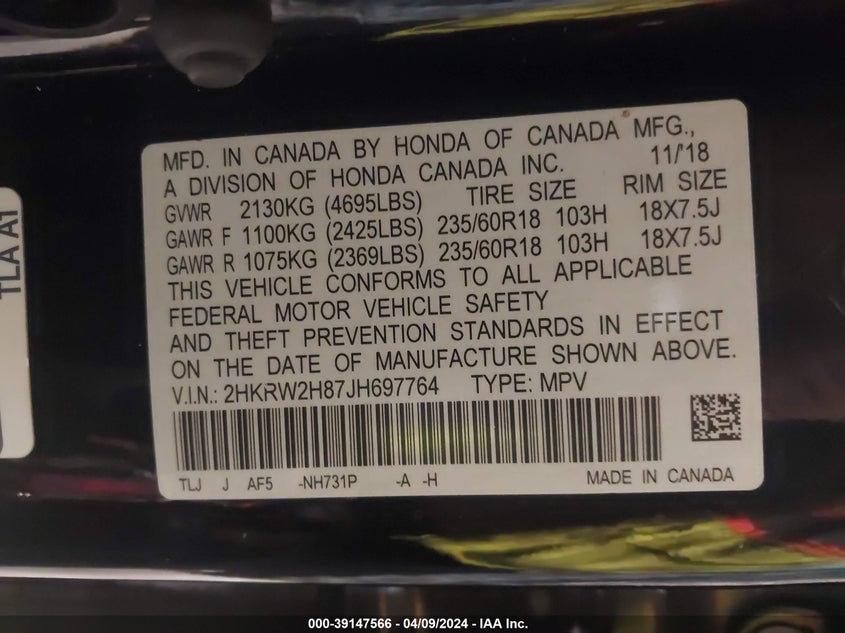 TLA A1
MFD. IN CANADA BY HONDA OF CANADA MFG.,
A DIVISION OF HONDA CANADA INC. 11/'18
GVWR 2130KG (4695LBS) TIRE SIZE RIM SIZE
GAWR F 1100KG (2425LBS) 235/60R18 103H 18X7.5J
GAWR R 1075KG (2369LBS) 235/60R18 103H 18X7.5J
THIS VEHICLE CONFORMS TO ALL APPLICABLE
FEDERAL MOTOR VEHICLE SAFETY
AND THEFT PREVENTION STANDARDS IN EFFECT
ON THE DATE OF MANUFACTURE SHOWN ABOVE.
V.I.N.: 2HKRW2H87JH697764 TYPE: MPV
TLJ J AF5 -NH731P -A -H MADE IN CANADA
000-39147566 - 04/09/2024 - IAA Inc.